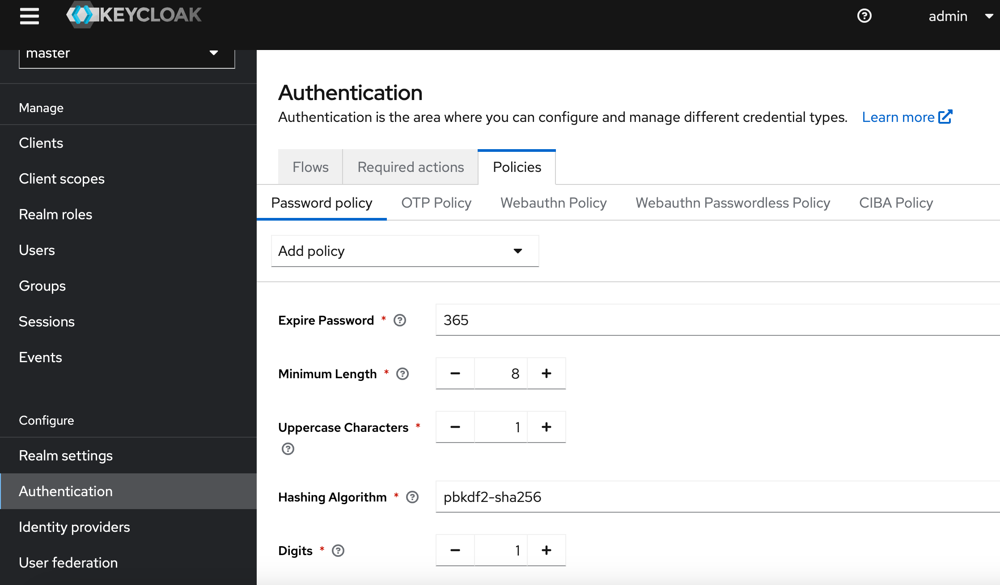 KEYCLOAK
admin
master
Manage
Clients
Client scopes
Realm roles
Users
Groups
Sessions
Events
Configure
Realm settings
Authentication
Identity providers
User federation
Authentication
Authentication is the area where you can configure and manage different credential types. Learn more
Flows Required actions Policies
Password policy OTP Policy Webauthn Policy Webauthn Passwordless Policy CIBA Policy
Add policy
Expire Password * 365
Minimum Length * 8
Uppercase Characters * 1
Hashing Algorithm * pbkdf2-sha256
Digits * 1